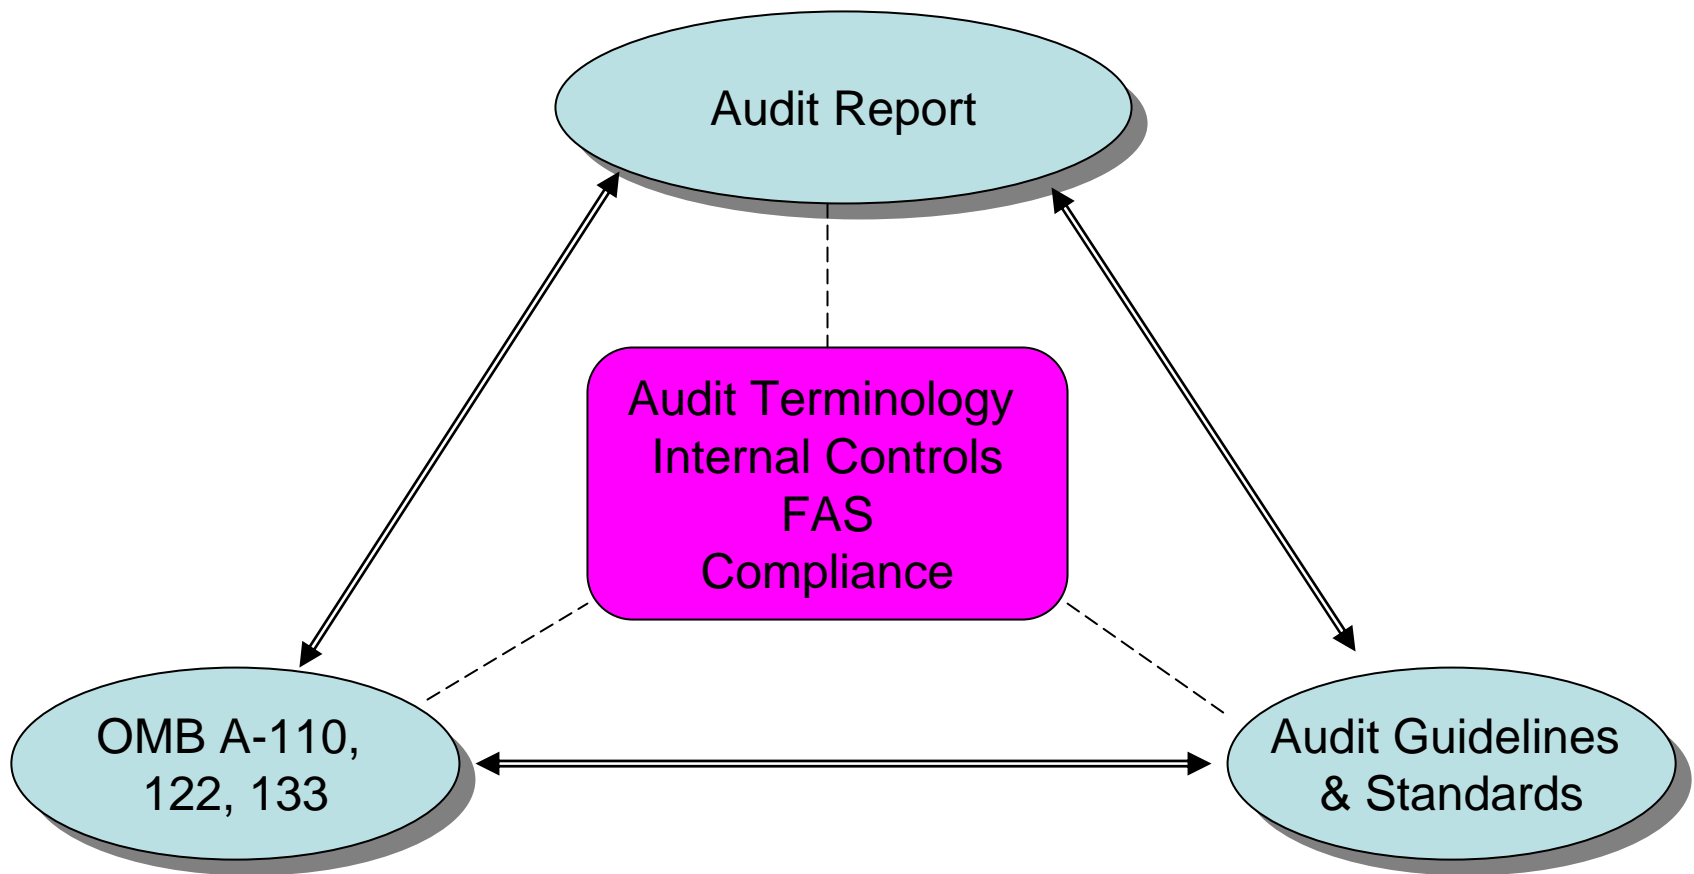 Audit Report
Audit Terminology
Internal Controls
FAS
Compliance
OMB A-110,
122, 133
Audit Guidelines
& Standards